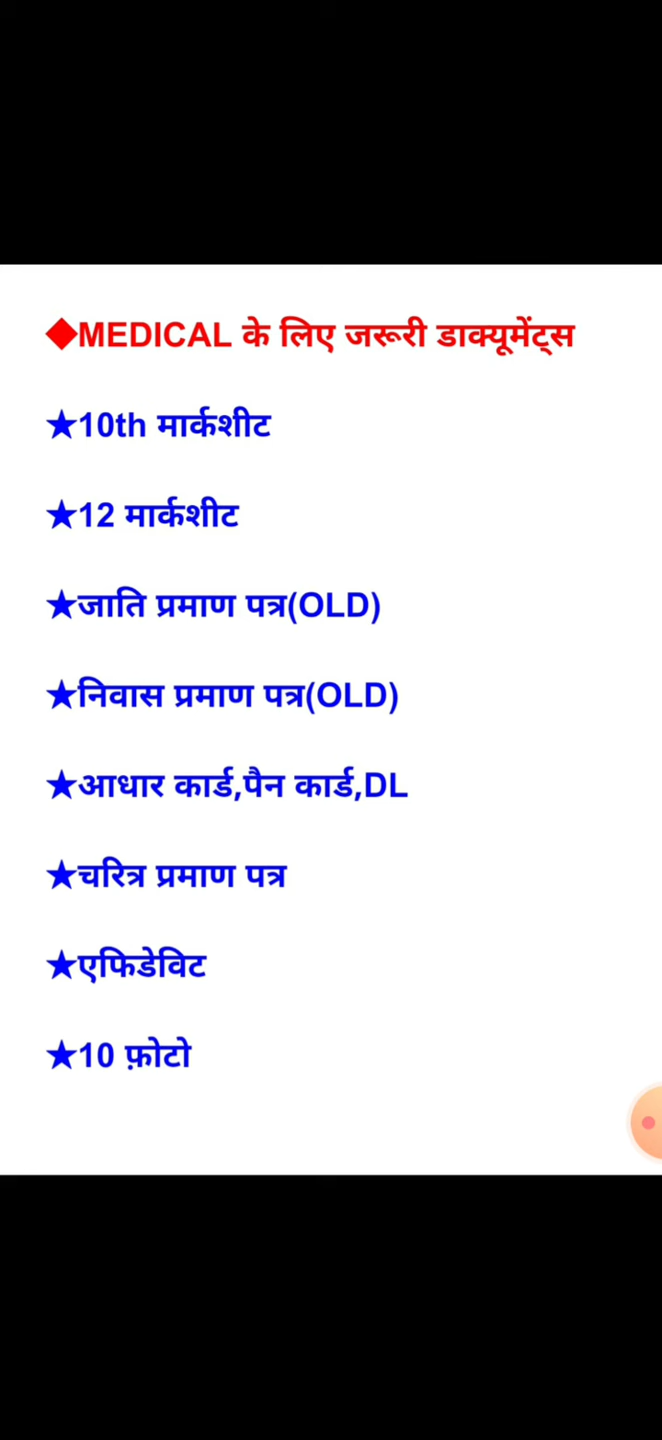 ◆MEDICAL के लिए जरूरी डाक्यूमेंट्स
★10th मार्कशीट
★12 मार्कशीट
★जाति प्रमाण पत्र(OLD)
★निवास प्रमाण पत्र(OLD)
★आधार कार्ड,पैन कार्ड,DL
★चरित्र प्रमाण पत्र
★एफिडेविट
★10 फ़ोटो